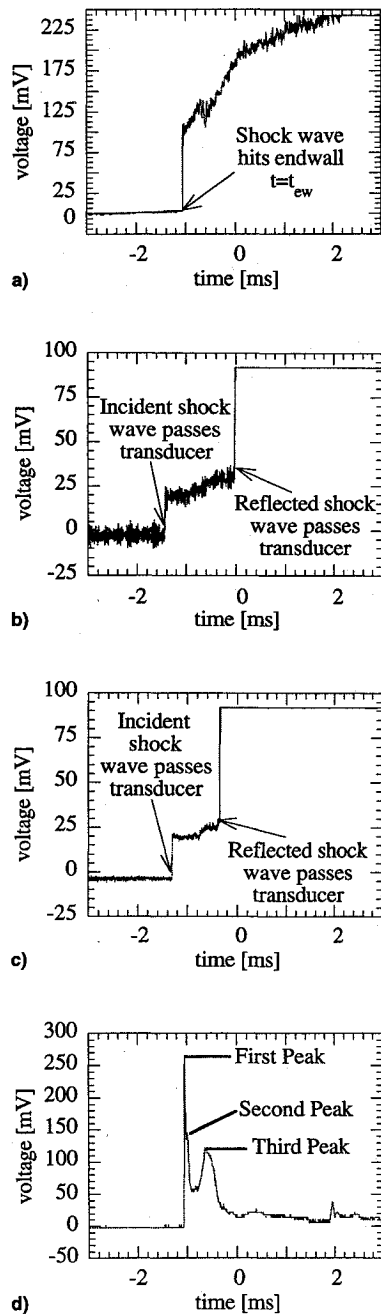 225
175
125
75
25
0
voltage [mV]
Shock wave
hits endwall
t=t_ew
-2
0
2
time [ms]
a)
100
75
50
25
0
-25
voltage [mV]
Incident shock
wave passes
transducer
Reflected shock
wave passes
transducer
-2
0
2
time [ms]
b)
100
75
50
25
0
-25
voltage [mV]
Incident
shock
wave passes
transducer
Reflected shock
wave passes
transducer
-2
0
2
time [ms]
c)
300
250
200
150
100
50
0
-50
voltage [mV]
First Peak
Second Peak
Third Peak
-2
0
2
time [ms]
d)